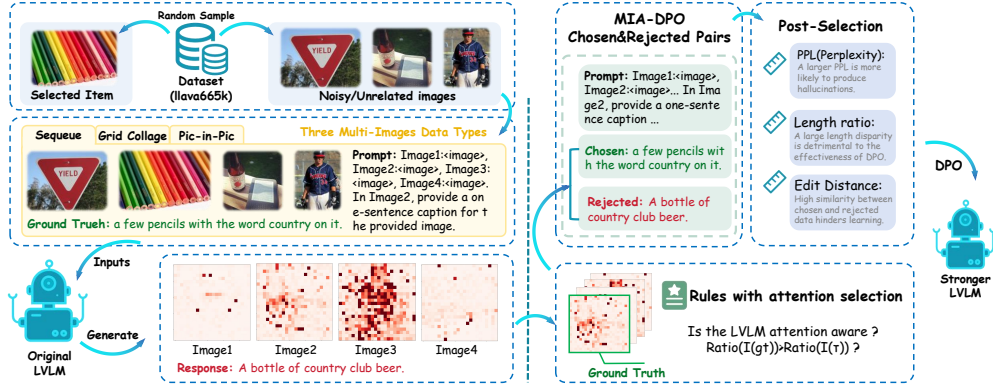 Random Sample
Selected Item
Dataset
(llava665k)
YIELD
Noisy/Unrelated images
Sequeue
Grid Collage
Pic-in-Pic
Three Multi-Images Data Types
YIELD
Prompt: Image1:<image>,
Image2:<image>, Image3:
<image>, Image4:<image>.
In Image2, provide a on
e-sentence caption for t
he provided image.
Ground Trueh: a few pencils with the word country on it.
Inputs
Generate
Original
LVLM
Image1
Image2
Image3
Image4
Response: A bottle of country club beer.
MIA-DPO
Chosen&Rejected Pairs
Prompt: Image1:<image>,
Image2:<image>... In Ima
ge2, provide a one-sente
nce caption ...
Chosen: a few pencils wit
h the word country on it.
Rejected: A bottle of
country club beer.
Post-Selection
PPL(Perplexity):
A larger PPL is more
likely to produce
hallucinations.
Length ratio:
A large length disparity
is detrimental to the
effectiveness of DPO.
Edit Distance:
High similarity between
chosen and rejected
data hinders learning.
DPO
Stronger
LVLM
Rules with attention selection
Is the LVLM attention aware ?
Ratio(I(gt))>Ratio(I(τ)) ?
Ground Truth